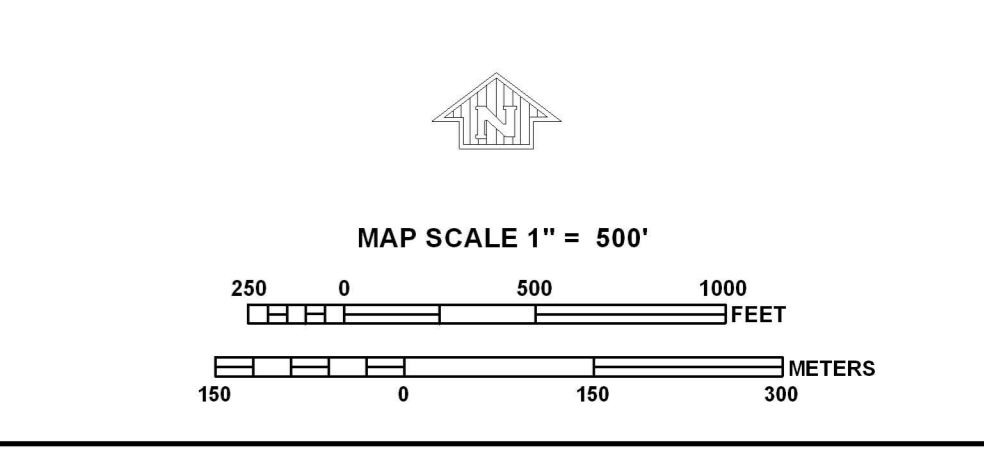 N
MAP SCALE 1" = 500'
250 0 500 1000
FEET
METERS
150 0 150 300